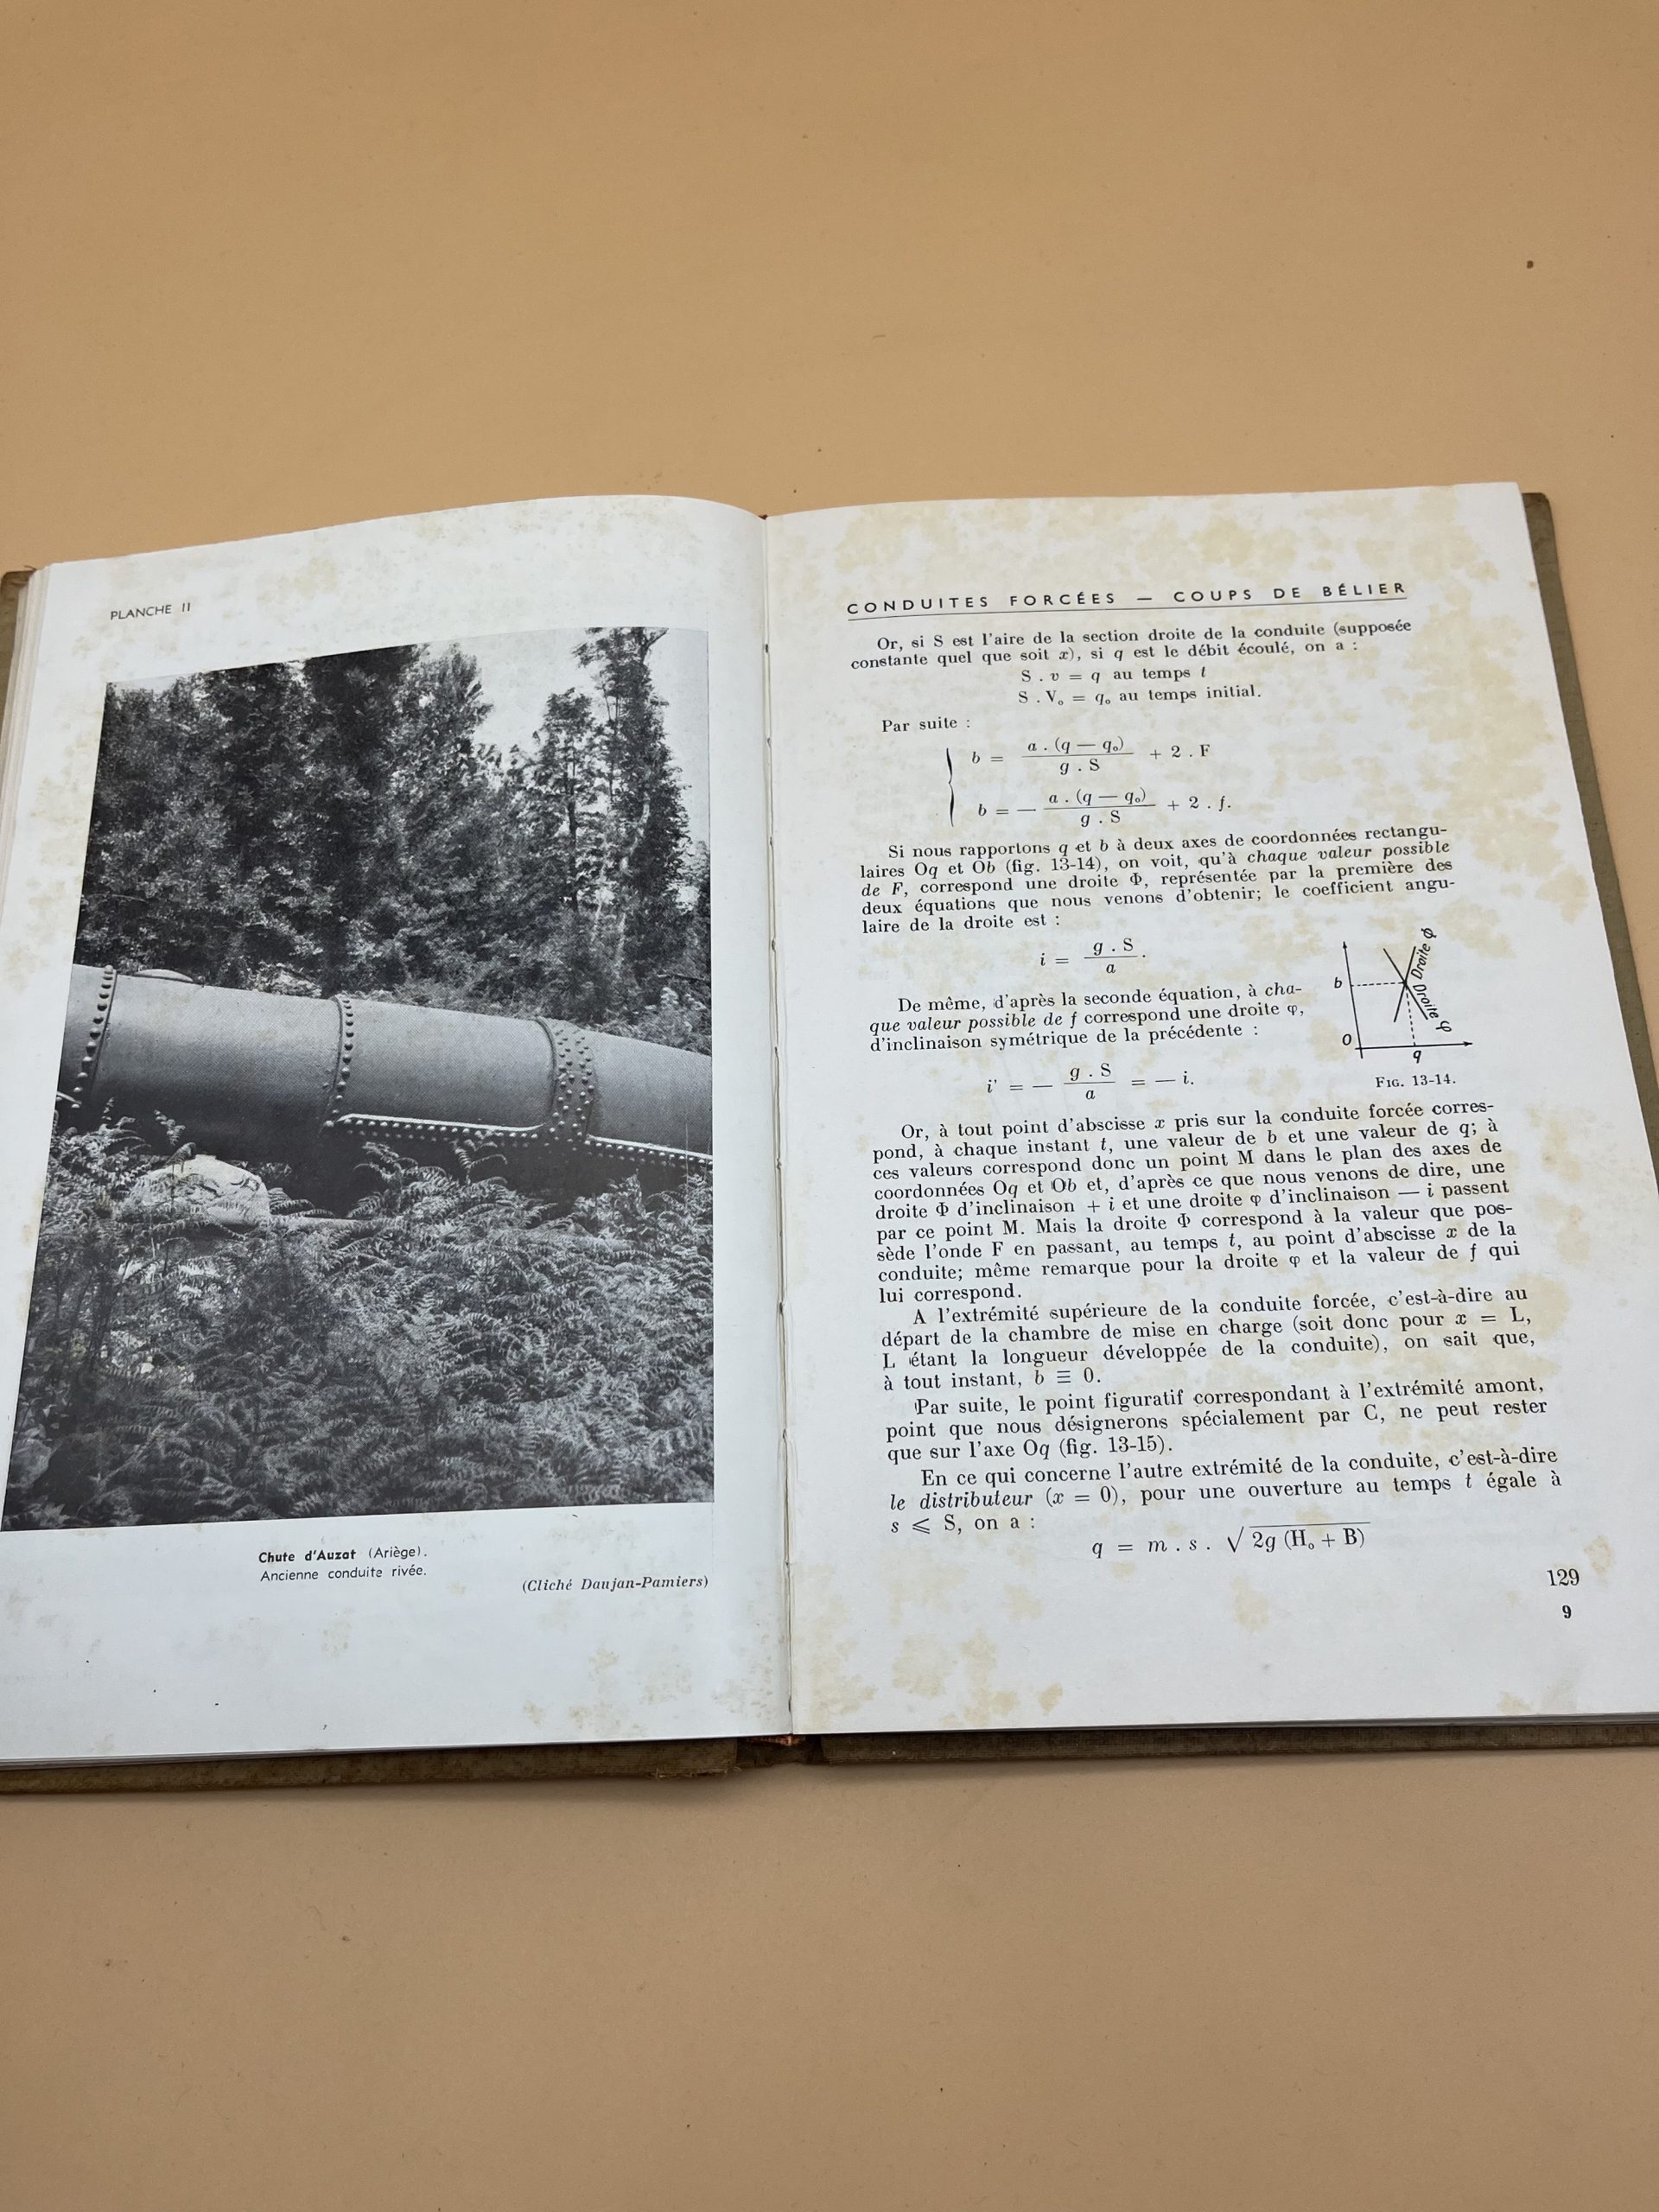 PLANCHE II
Chute d'Auzat (Ariège).
Ancienne conduite rivée.
(Cliché Daujan-Pamiers)
CONDUITES FORCÉES — COUPS DE BÉLIER
Or, si S est l'aire de la section droite de la conduite (supposée
constante quel que soit x), si q est le débit écoulé, on a :
S . v = q au temps t
S . V₀ = q₀ au temps initial.
Par suite :
b = a . (q — q₀) / g . S + 2 . F
b = — a . (q — q₀) / g . S + 2 . f.
Si nous rapportons q et b à deux axes de coordonnées rectangu-
laires Oq et Ob (fig. 13-14), on voit, qu'à chaque valeur possible
de F, correspond une droite Φ, représentée par la première des
deux équations que nous venons d'obtenir; le coefficient angu-
laire de la droite est :
i = g . S / a .
De même, d'après la seconde équation, à cha-
que valeur possible de f correspond une droite φ,
d'inclinaison symétrique de la précédente :
i' = — g . S / a = — i.
b
O
q
Droite Φ
Droite φ
FIG. 13-14.
Or, à tout point d'abscisse x pris sur la conduite forcée corres-
pond, à chaque instant t, une valeur de b et une valeur de q; à
ces valeurs correspond donc un point M dans le plan des axes de
coordonnées Oq et Ob et, d'après ce que nous venons de dire, une
droite Φ d'inclinaison + i et une droite φ d'inclinaison — i passent
par ce point M. Mais la droite Φ correspond à la valeur que pos-
sède l'onde F en passant, au temps t, au point d'abscisse x de la
conduite; même remarque pour la droite φ et la valeur de f qui
lui correspond.
A l'extrémité supérieure de la conduite forcée, c'est-à-dire au
départ de la chambre de mise en charge (soit donc pour x = L,
L étant la longueur développée de la conduite), on sait que,
à tout instant, b ≡ 0.
Par suite, le point figuratif correspondant à l'extrémité amont,
point que nous désignerons spécialement par C, ne peut rester
que sur l'axe Oq (fig. 13-15).
En ce qui concerne l'autre extrémité de la conduite, c'est-à-dire
le distributeur (x = 0), pour une ouverture au temps t égale à
s ⩽ S, on a :
q = m . s . √2g (H₀ + B)
129
9